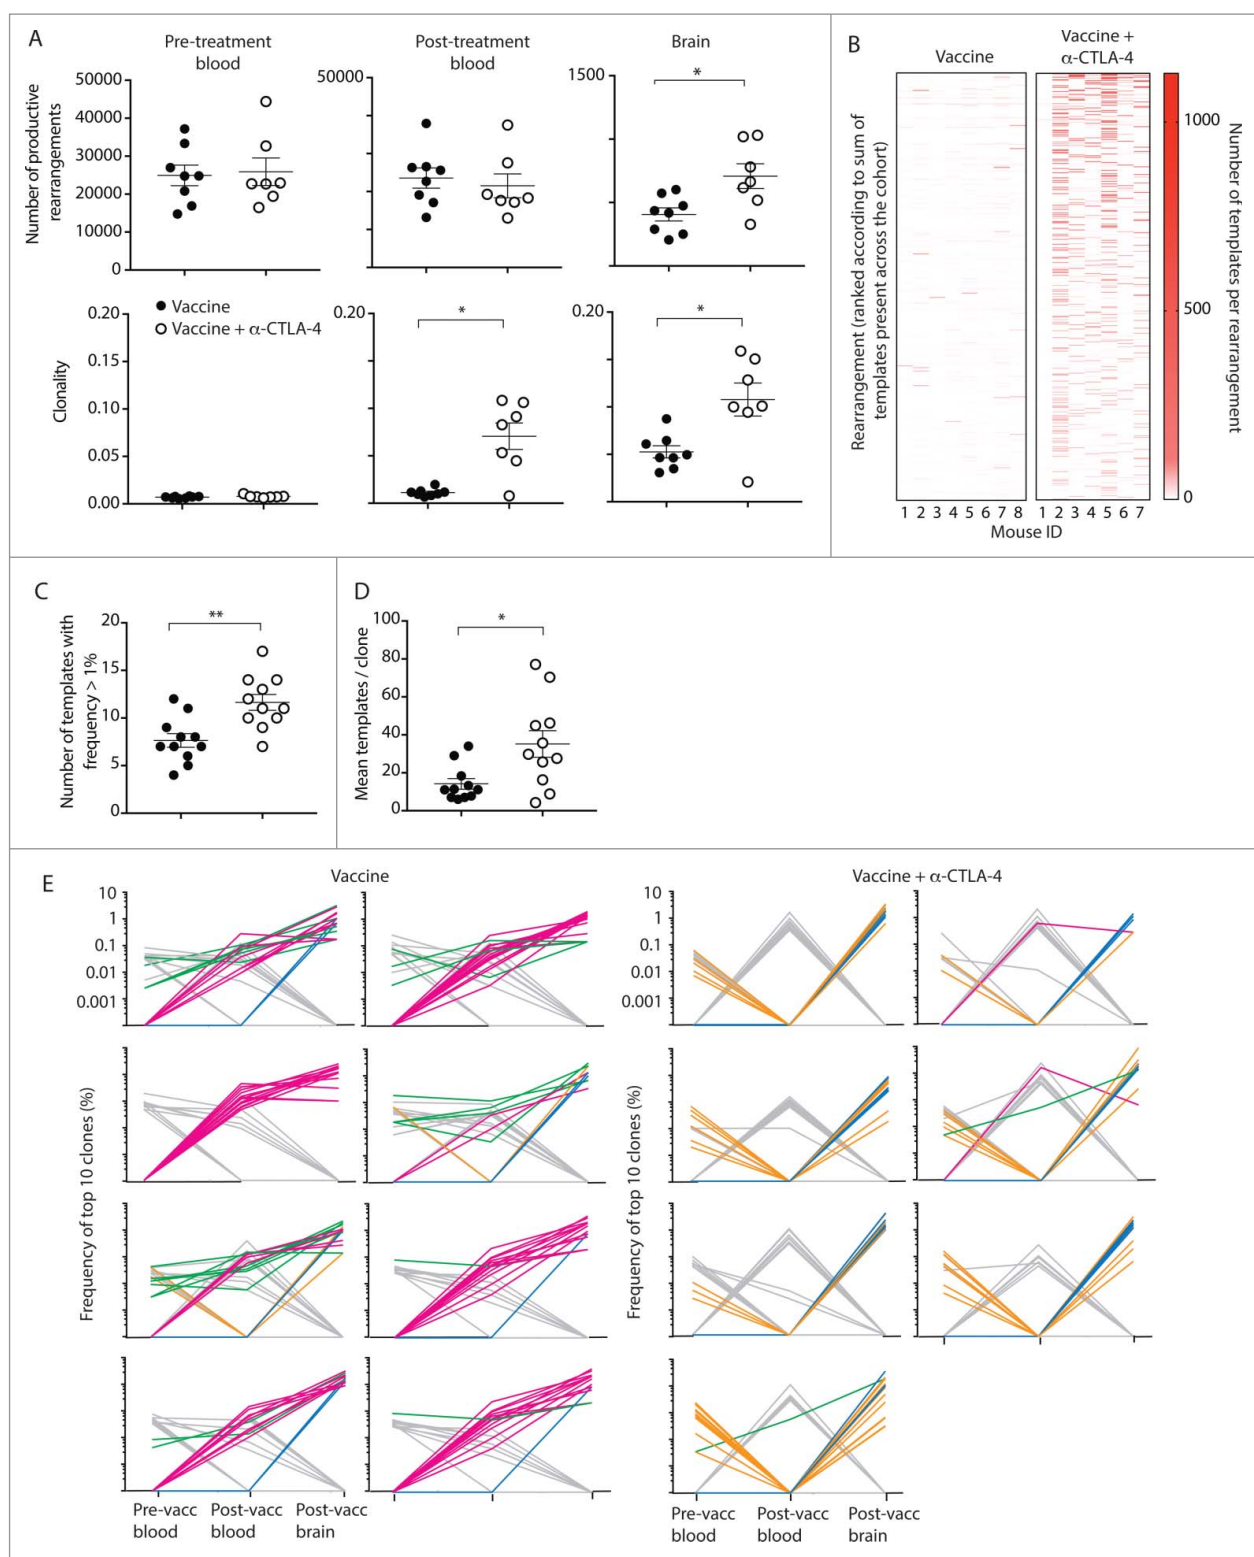 A
Pre-treatment
blood
Post-treatment
blood
Brain
Number of productive
rearrangements
50000
40000
30000
20000
10000
0
50000
1500
*
Vaccine
Vaccine + α-CTLA-4
Clonality
0.20
0.15
0.10
0.05
0.00
0.20
*
0.20
*
B
Vaccine
Vaccine +
α-CTLA-4
Rearrangement (ranked according to sum of
templates present across the cohort)
1 2 3 4 5 6 7 8
1 2 3 4 5 6 7
Mouse ID
1000
500
0
Number of templates per rearrangement
C
Number of templates with
frequency > 1%
20
15
10
5
0
**
D
Mean templates / clone
100
80
60
40
20
0
*
E
Vaccine
Vaccine + α-CTLA-4
10
1
0.1
0.01
0.001
10
1
0.1
0.01
0.001
Frequency of top 10 clones (%)
Frequency of top 10 clones (%)
Pre-vacc
blood
Post-vacc
blood
Post-vacc
brain
Pre-vacc
blood
Post-vacc
blood
Post-vacc
brain